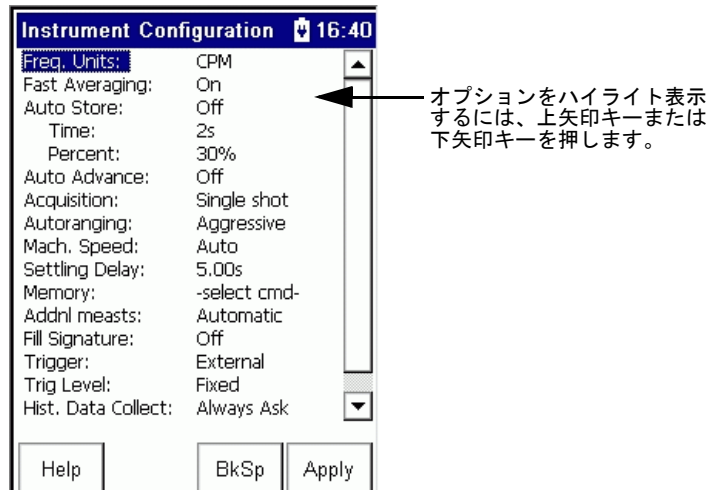 Instrument Configuration 16:40
Freq. Units: CPM
Fast Averaging: On
Auto Store: Off
Time: 2s
Percent: 30%
Auto Advance: Off
Acquisition: Single shot
Autoranging: Aggressive
Mach. Speed: Auto
Settling Delay: 5.00s
Memory: -select cmd-
Addnl measts: Automatic
Fill Signature: Off
Trigger: External
Trig Level: Fixed
Hist. Data Collect: Always Ask
Help BkSp Apply
オプションをハイライト表示
するには、上矢印キーまたは
下矢印キーを押します。